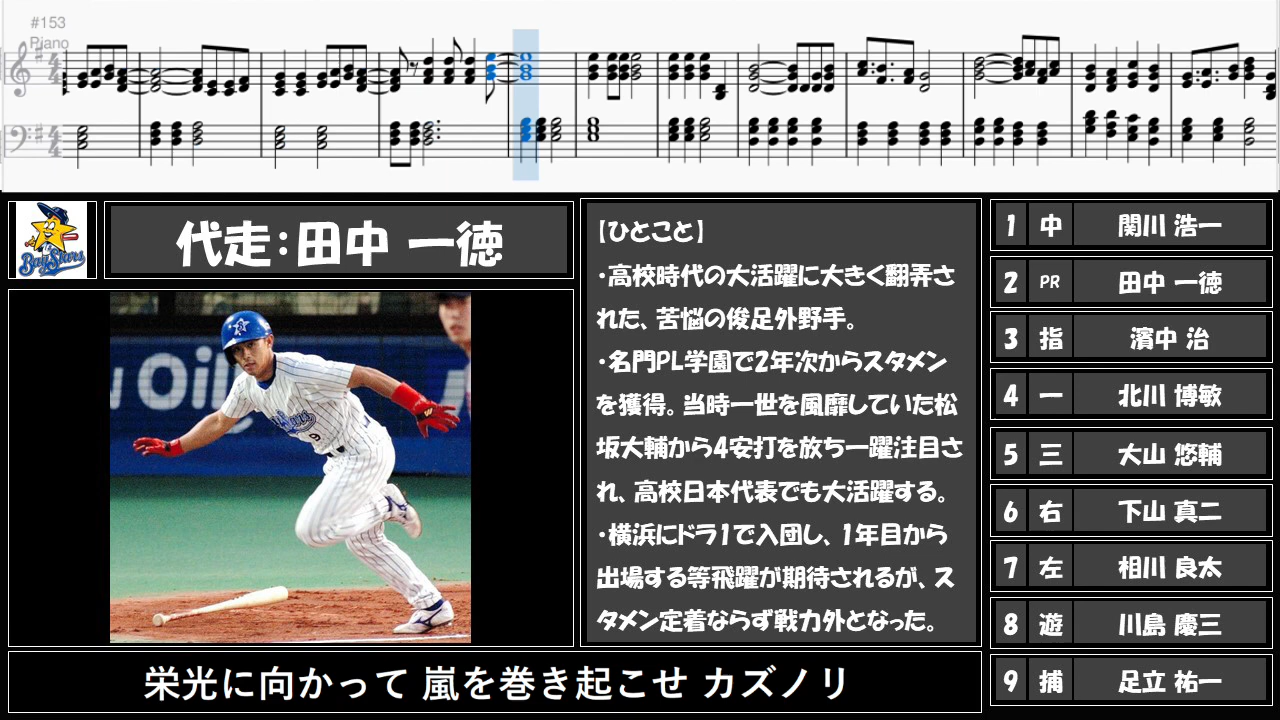 #153
Piano
BayStars
代走:田中 一徳
Oil
9
【ひとこと】
・高校時代の大活躍に大きく翻弄さ
れた、苦悩の俊足外野手。
・名門PL学園で2年次からスタメン
を獲得。当時一世を風靡していた松
坂大輔から4安打を放ち一躍注目さ
れ、高校日本代表でも大活躍する。
・横浜にドラ1で入団し、1年目から
出場する等飛躍が期待されるが、ス
タメン定着ならず戦力外となった。
1 中 関川 浩一
2 PR 田中 一徳
3 指 濱中 治
4 一 北川 博敏
5 三 大山 悠輔
6 右 下山 真二
7 左 相川 良太
8 遊 川島 慶三
9 捕 足立 祐一
栄光に向かって 嵐を巻き起こせ カズノリ